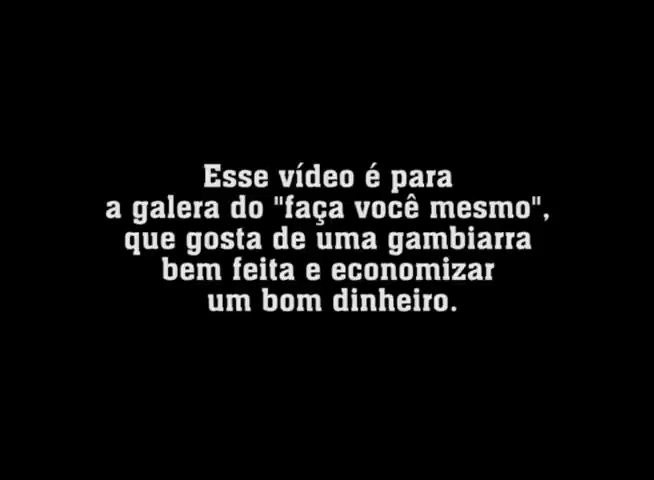 Esse vídeo é para
a galera do "faça você mesmo",
que gosta de uma gambiarra
bem feita e economizar
um bom dinheiro.